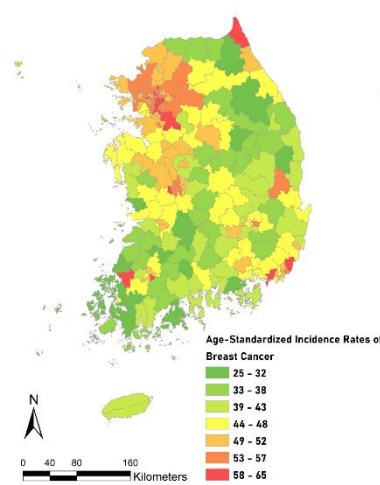 Age-Standardized Incidence Rates of
Breast Cancer
25 - 32
33 - 38
39 - 43
44 - 48
49 - 52
53 - 57
58 - 65
N
0 40 80 160
Kilometers